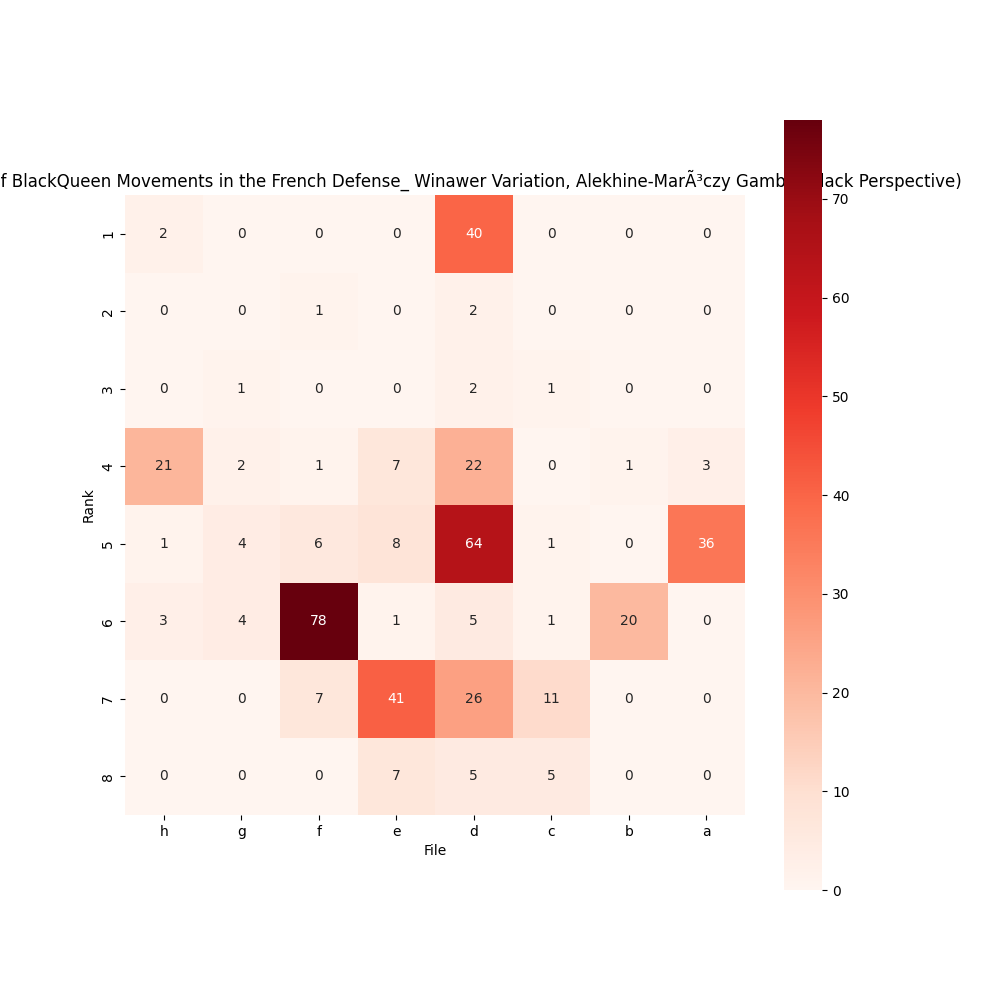 f BlackQueen Movements in the French Defense_ Winawer Variation, Alekhine-MarÃ³czy Gamb lack Perspective)
70
1 2 0 0 0 40 0 0 0
60
2 0 0 1 0 2 0 0 0
3 0 1 0 0 2 1 0 0
50
4 21 2 1 7 22 0 1 3
40
Rank
5 1 4 6 8 64 1 0 36
30
6 3 4 78 1 5 1 20 0
20
7 0 0 7 41 26 11 0 0
10
8 0 0 0 7 5 5 0 0
h g f e d c b a
File
0